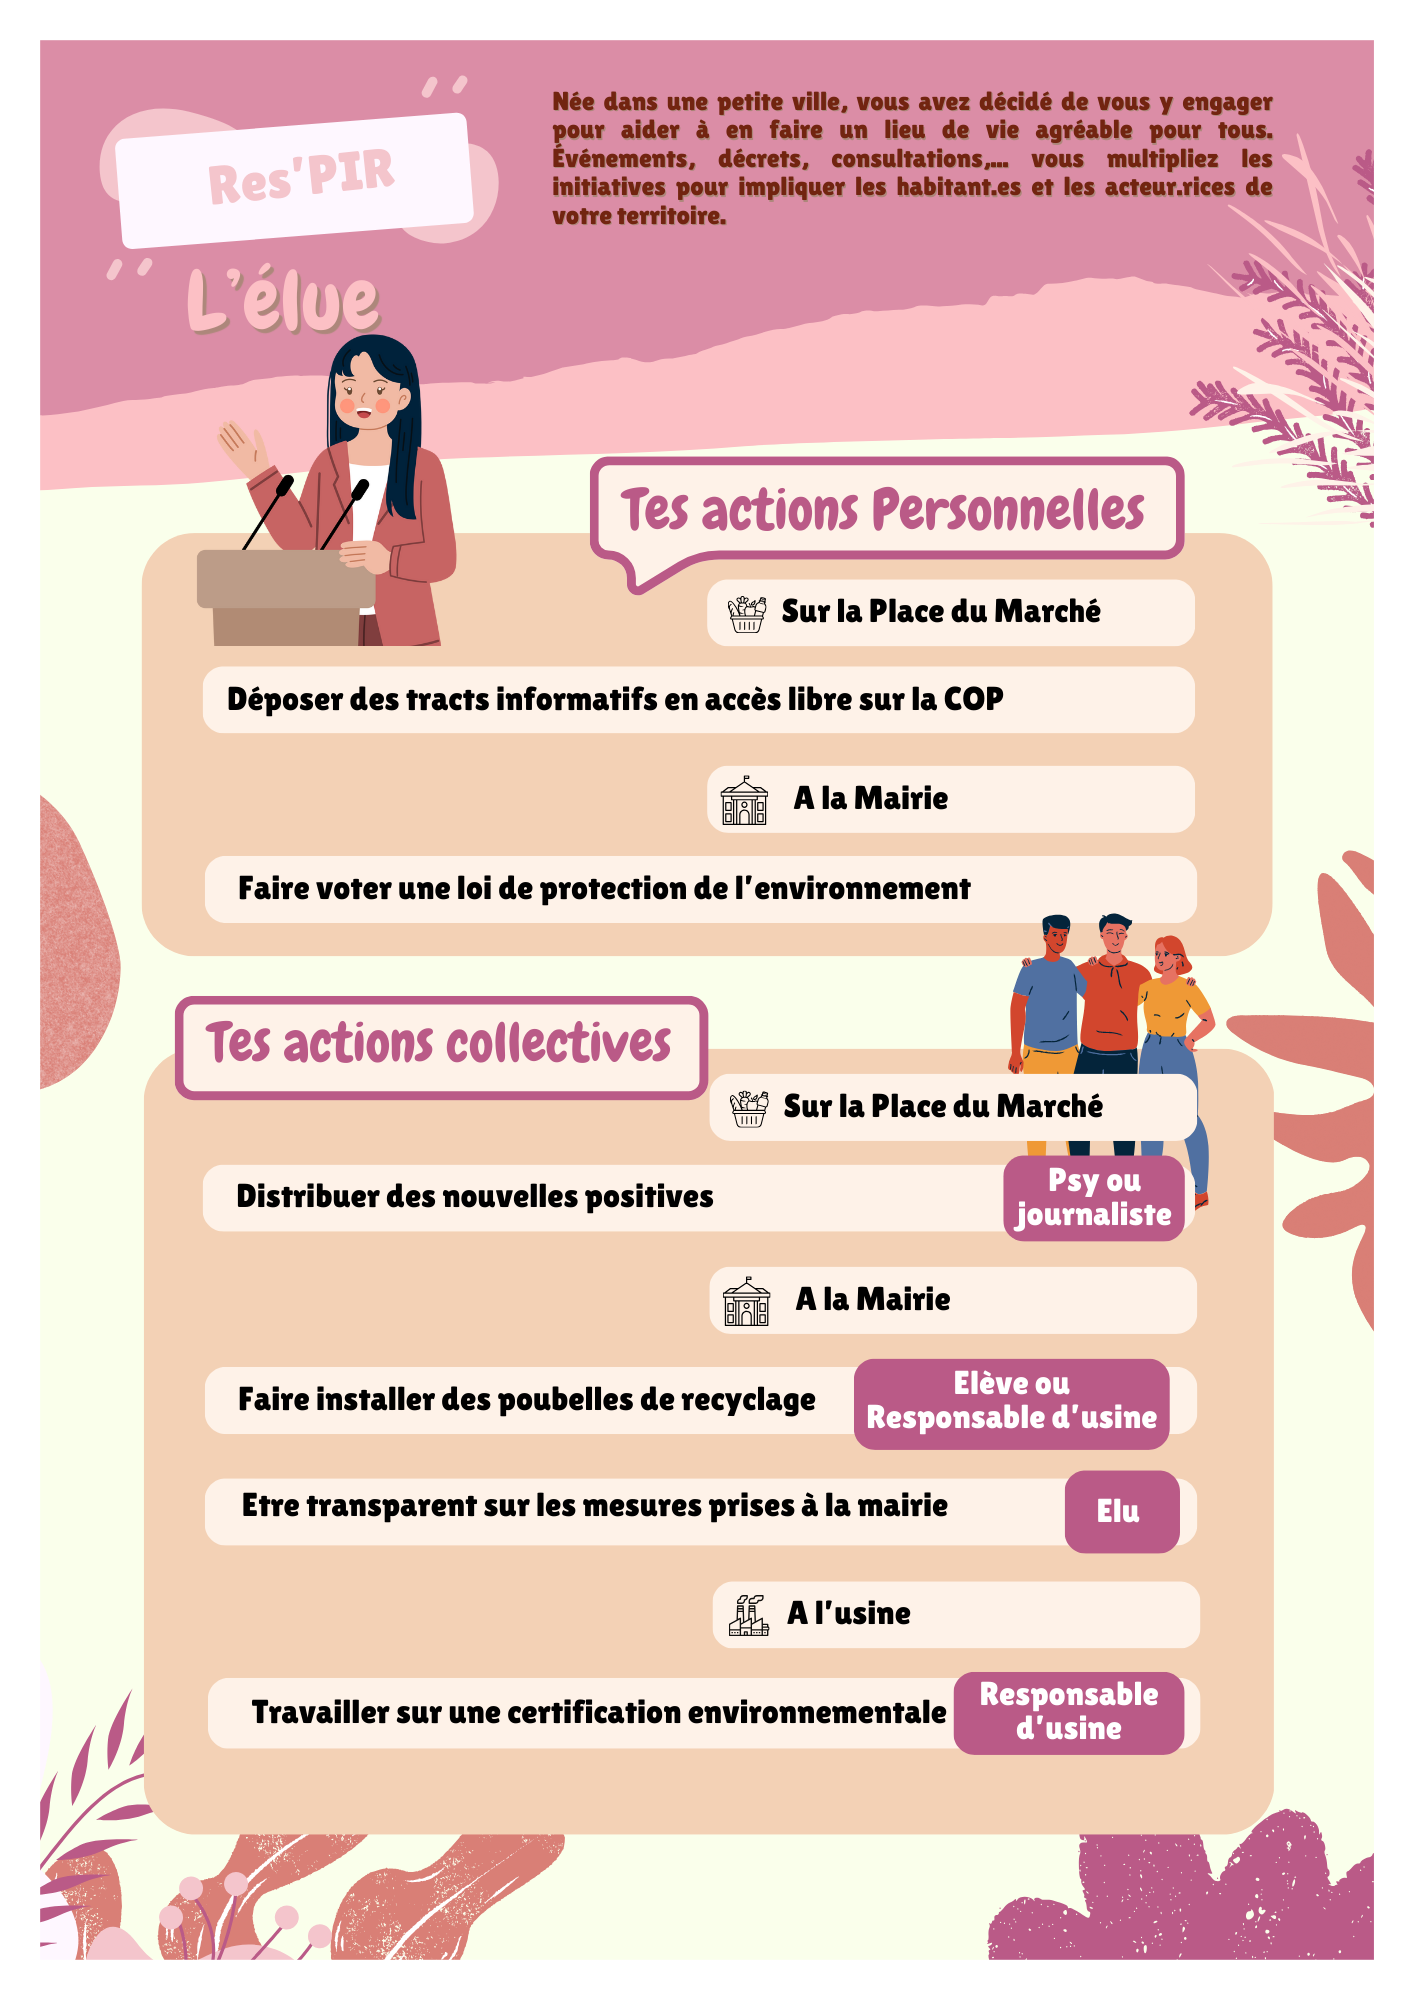 Res'PIR
L'élue
Née dans une petite ville, vous avez décidé de vous y engager
pour aider à en faire un lieu de vie agréable pour tous.
Événements, décrets, consultations,... vous multipliez les
initiatives pour impliquer les habitant.es et les acteur.rices de
votre territoire.
Tes actions Personnelles
Sur la Place du Marché
Déposer des tracts informatifs en accès libre sur la COP
A la Mairie
Faire voter une loi de protection de l'environnement
Tes actions collectives
Sur la Place du Marché
Distribuer des nouvelles positives
Psy ou
journaliste
A la Mairie
Faire installer des poubelles de recyclage
Elève ou
Responsable d'usine
Etre transparent sur les mesures prises à la mairie
Elu
A l'usine
Travailler sur une certification environnementale
Responsable
d'usine